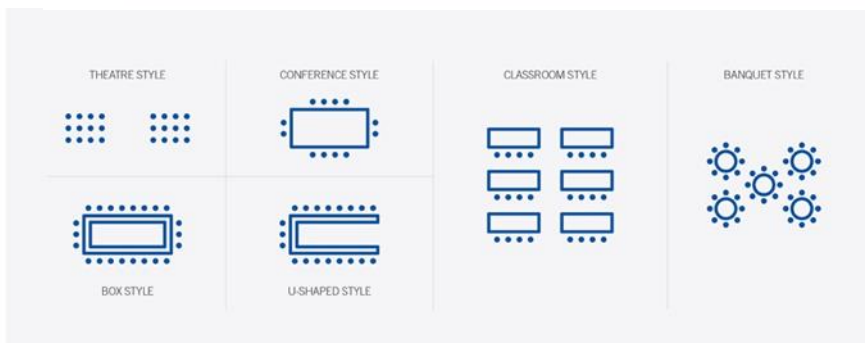 THEATRE STYLE
CONFERENCE STYLE
CLASSROOM STYLE
BANQUET STYLE
BOX STYLE
U-SHAPED STYLE